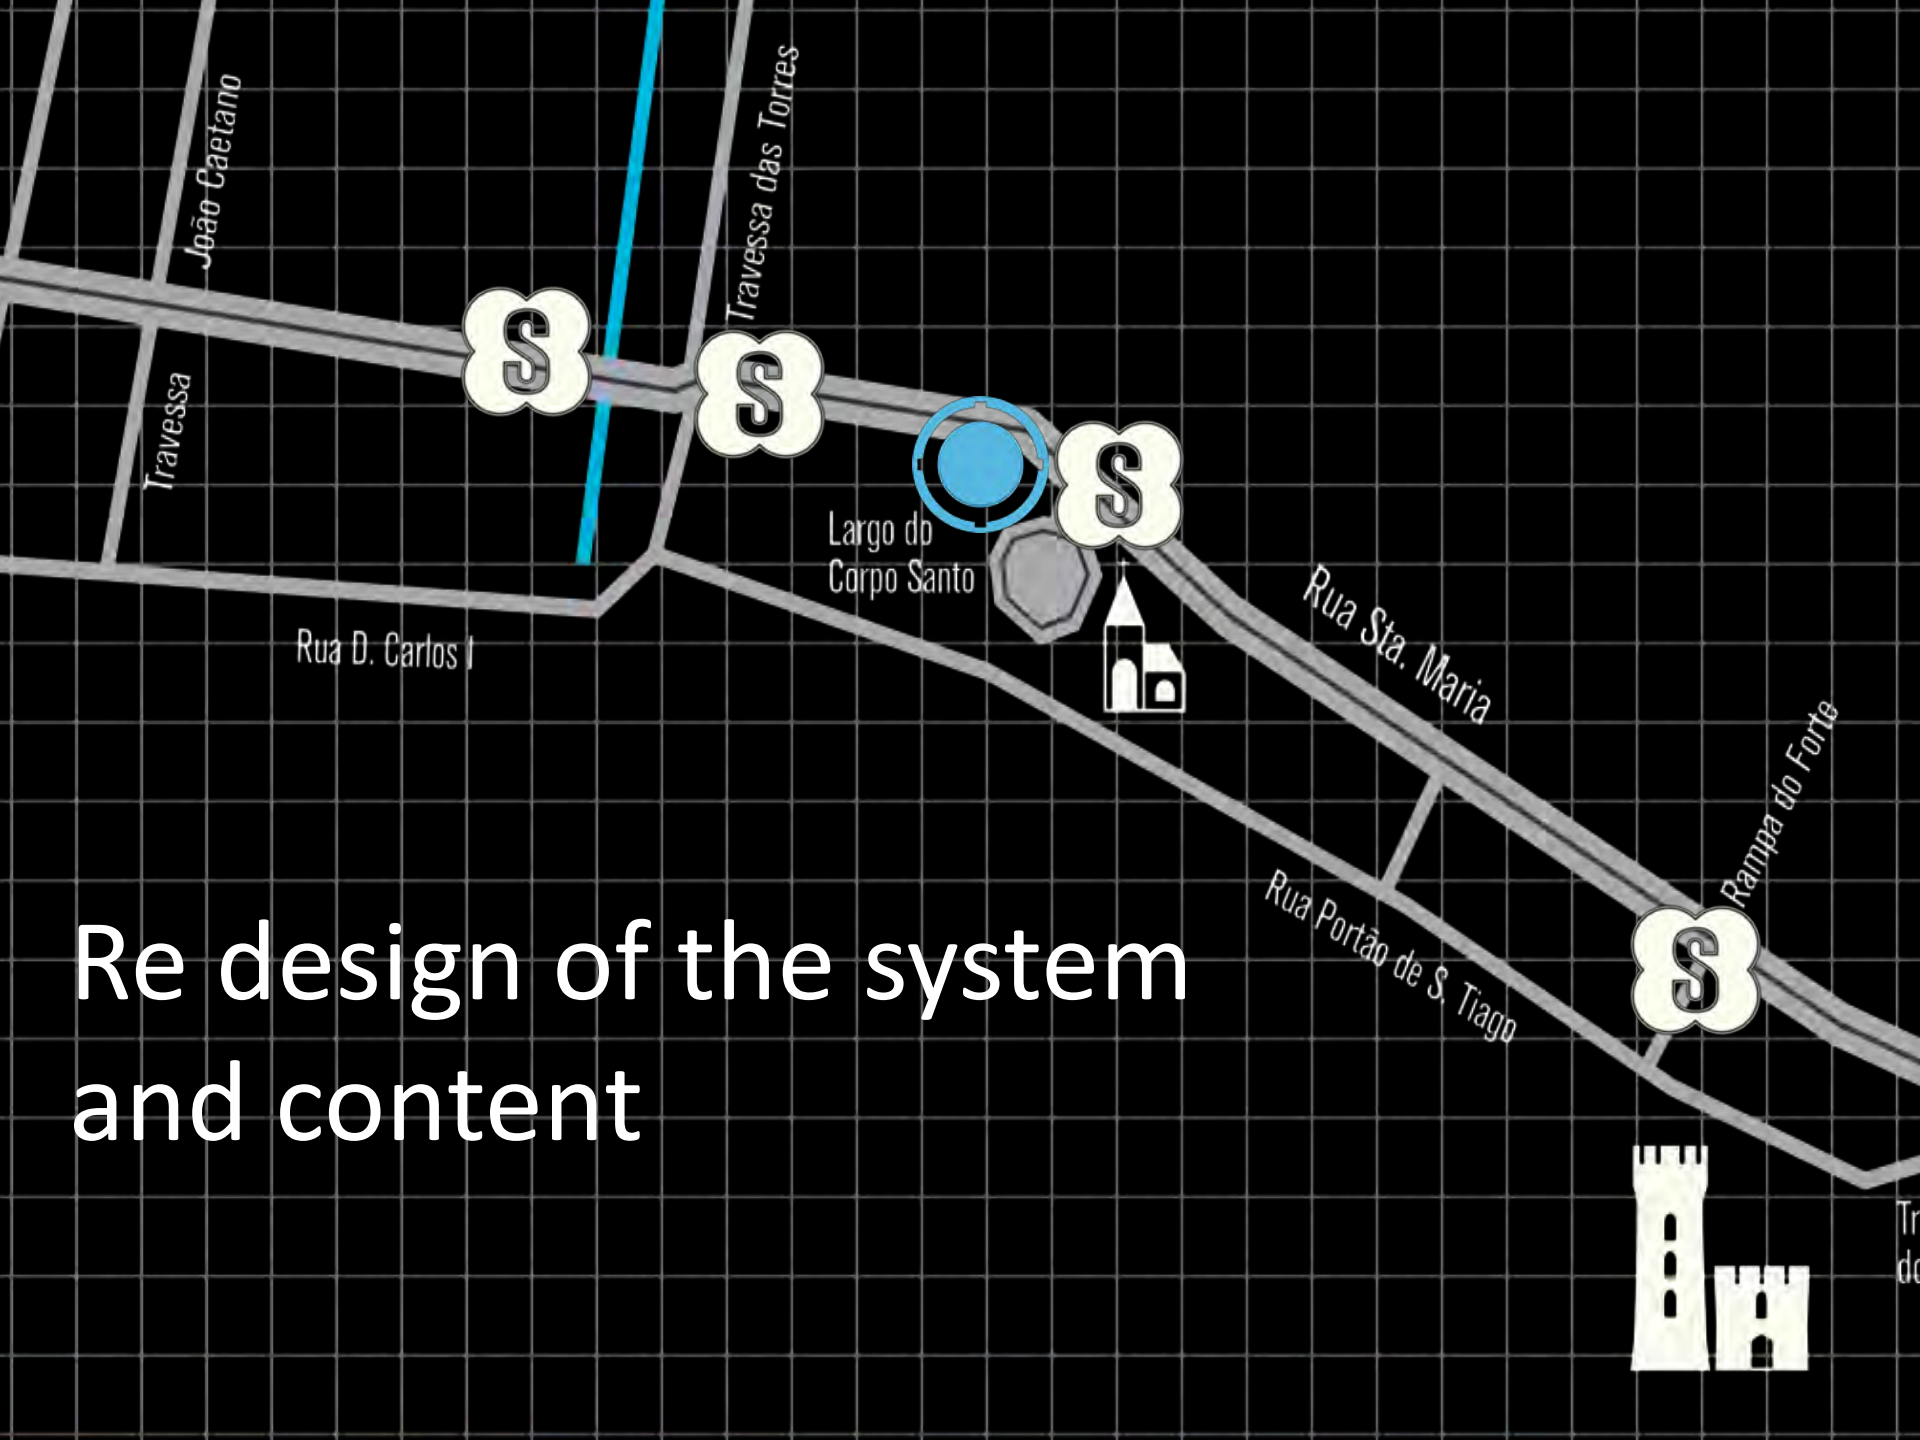 João Caetano
Travessa das Torres
Travessa
S
S
S
Largo do
Corpo Santo
Rua Sta. Maria
Rua D. Carlos I
Rampa do Forte
Rua Portão de S. Tiago
S
Re design of the system
and content